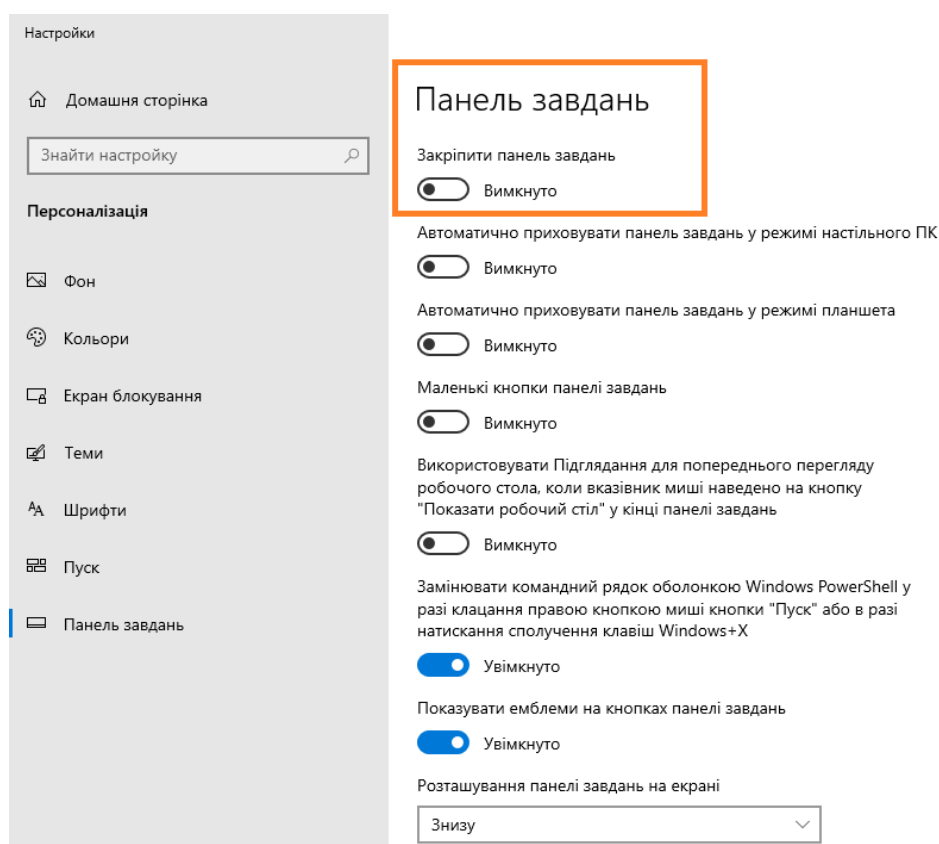 Настройки
Домашня сторінка
Знайти настройку
Персоналізація
Фон
Кольори
Екран блокування
Теми
Шрифти
Пуск
Панель завдань
Панель завдань
Закріпити панель завдань
Вимкнуто
Автоматично приховувати панель завдань у режимі настільного ПК
Вимкнуто
Автоматично приховувати панель завдань у режимі планшета
Вимкнуто
Маленькі кнопки панелі завдань
Вимкнуто
Використовувати Підглядання для попереднього перегляду
робочого стола, коли вказівник миші наведено на кнопку
"Показати робочий стіл" у кінці панелі завдань
Вимкнуто
Замінювати командний рядок оболонкою Windows PowerShell у
разі клацання правою кнопкою миші кнопки "Пуск" або в разі
натискання сполучення клавіш Windows+X
Увімкнуто
Показувати емблеми на кнопках панелі завдань
Увімкнуто
Розташування панелі завдань на екрані
Знизу